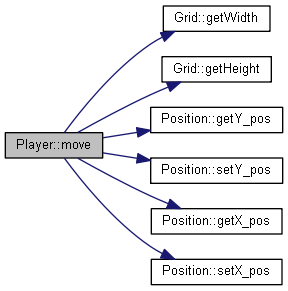 Grid::getWidth
Grid::getHeight
Player::move
Position::getY_pos
Position::setY_pos
Position::getX_pos
Position::setX_pos